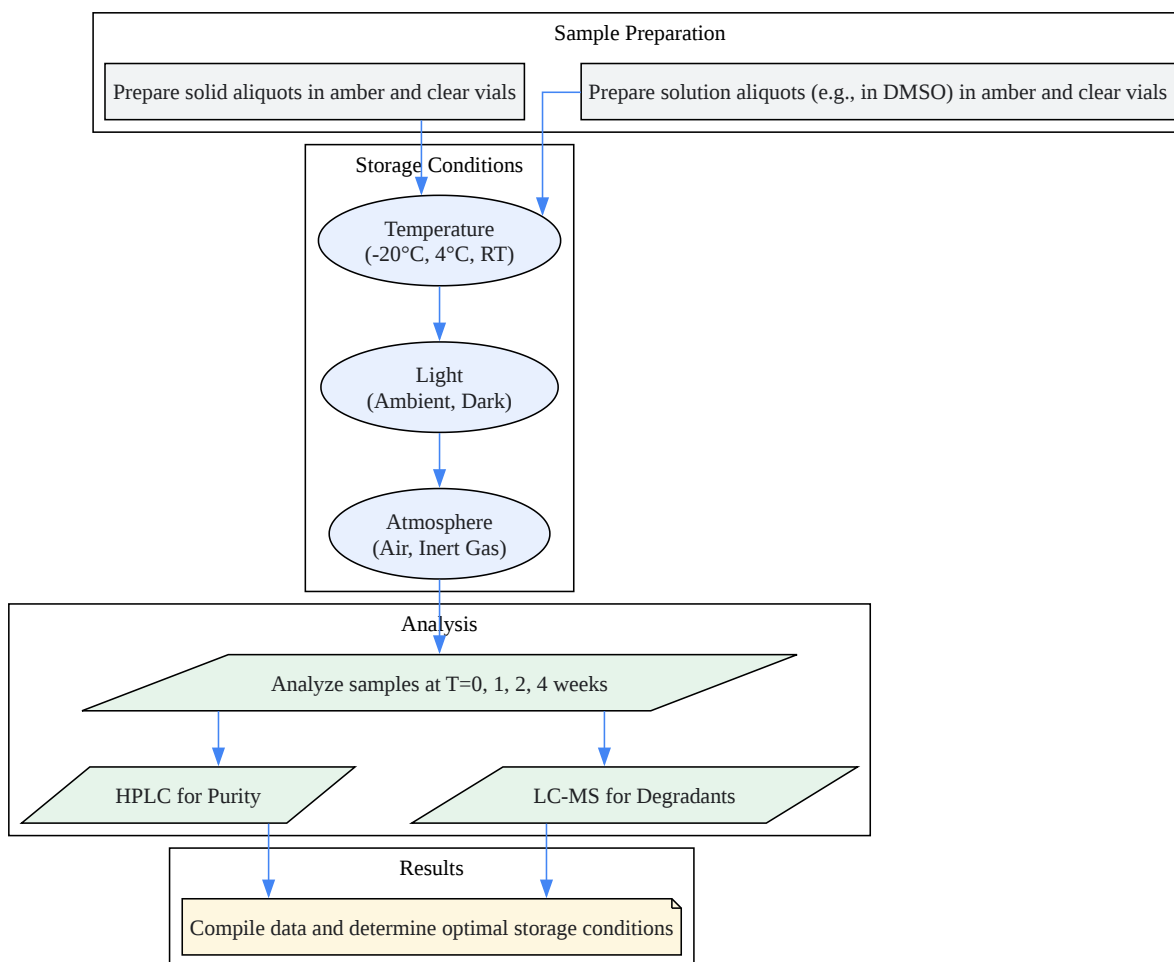 Sample Preparation
Prepare solid aliquots in amber and clear vials
Prepare solution aliquots (e.g., in DMSO) in amber and clear vials
Storage Conditions
Temperature
(-20°C, 4°C, RT)
Light
(Ambient, Dark)
Atmosphere
(Air, Inert Gas)
Analysis
Analyze samples at T=0, 1, 2, 4 weeks
HPLC for Purity
LC-MS for Degradants
Results
Compile data and determine optimal storage conditions